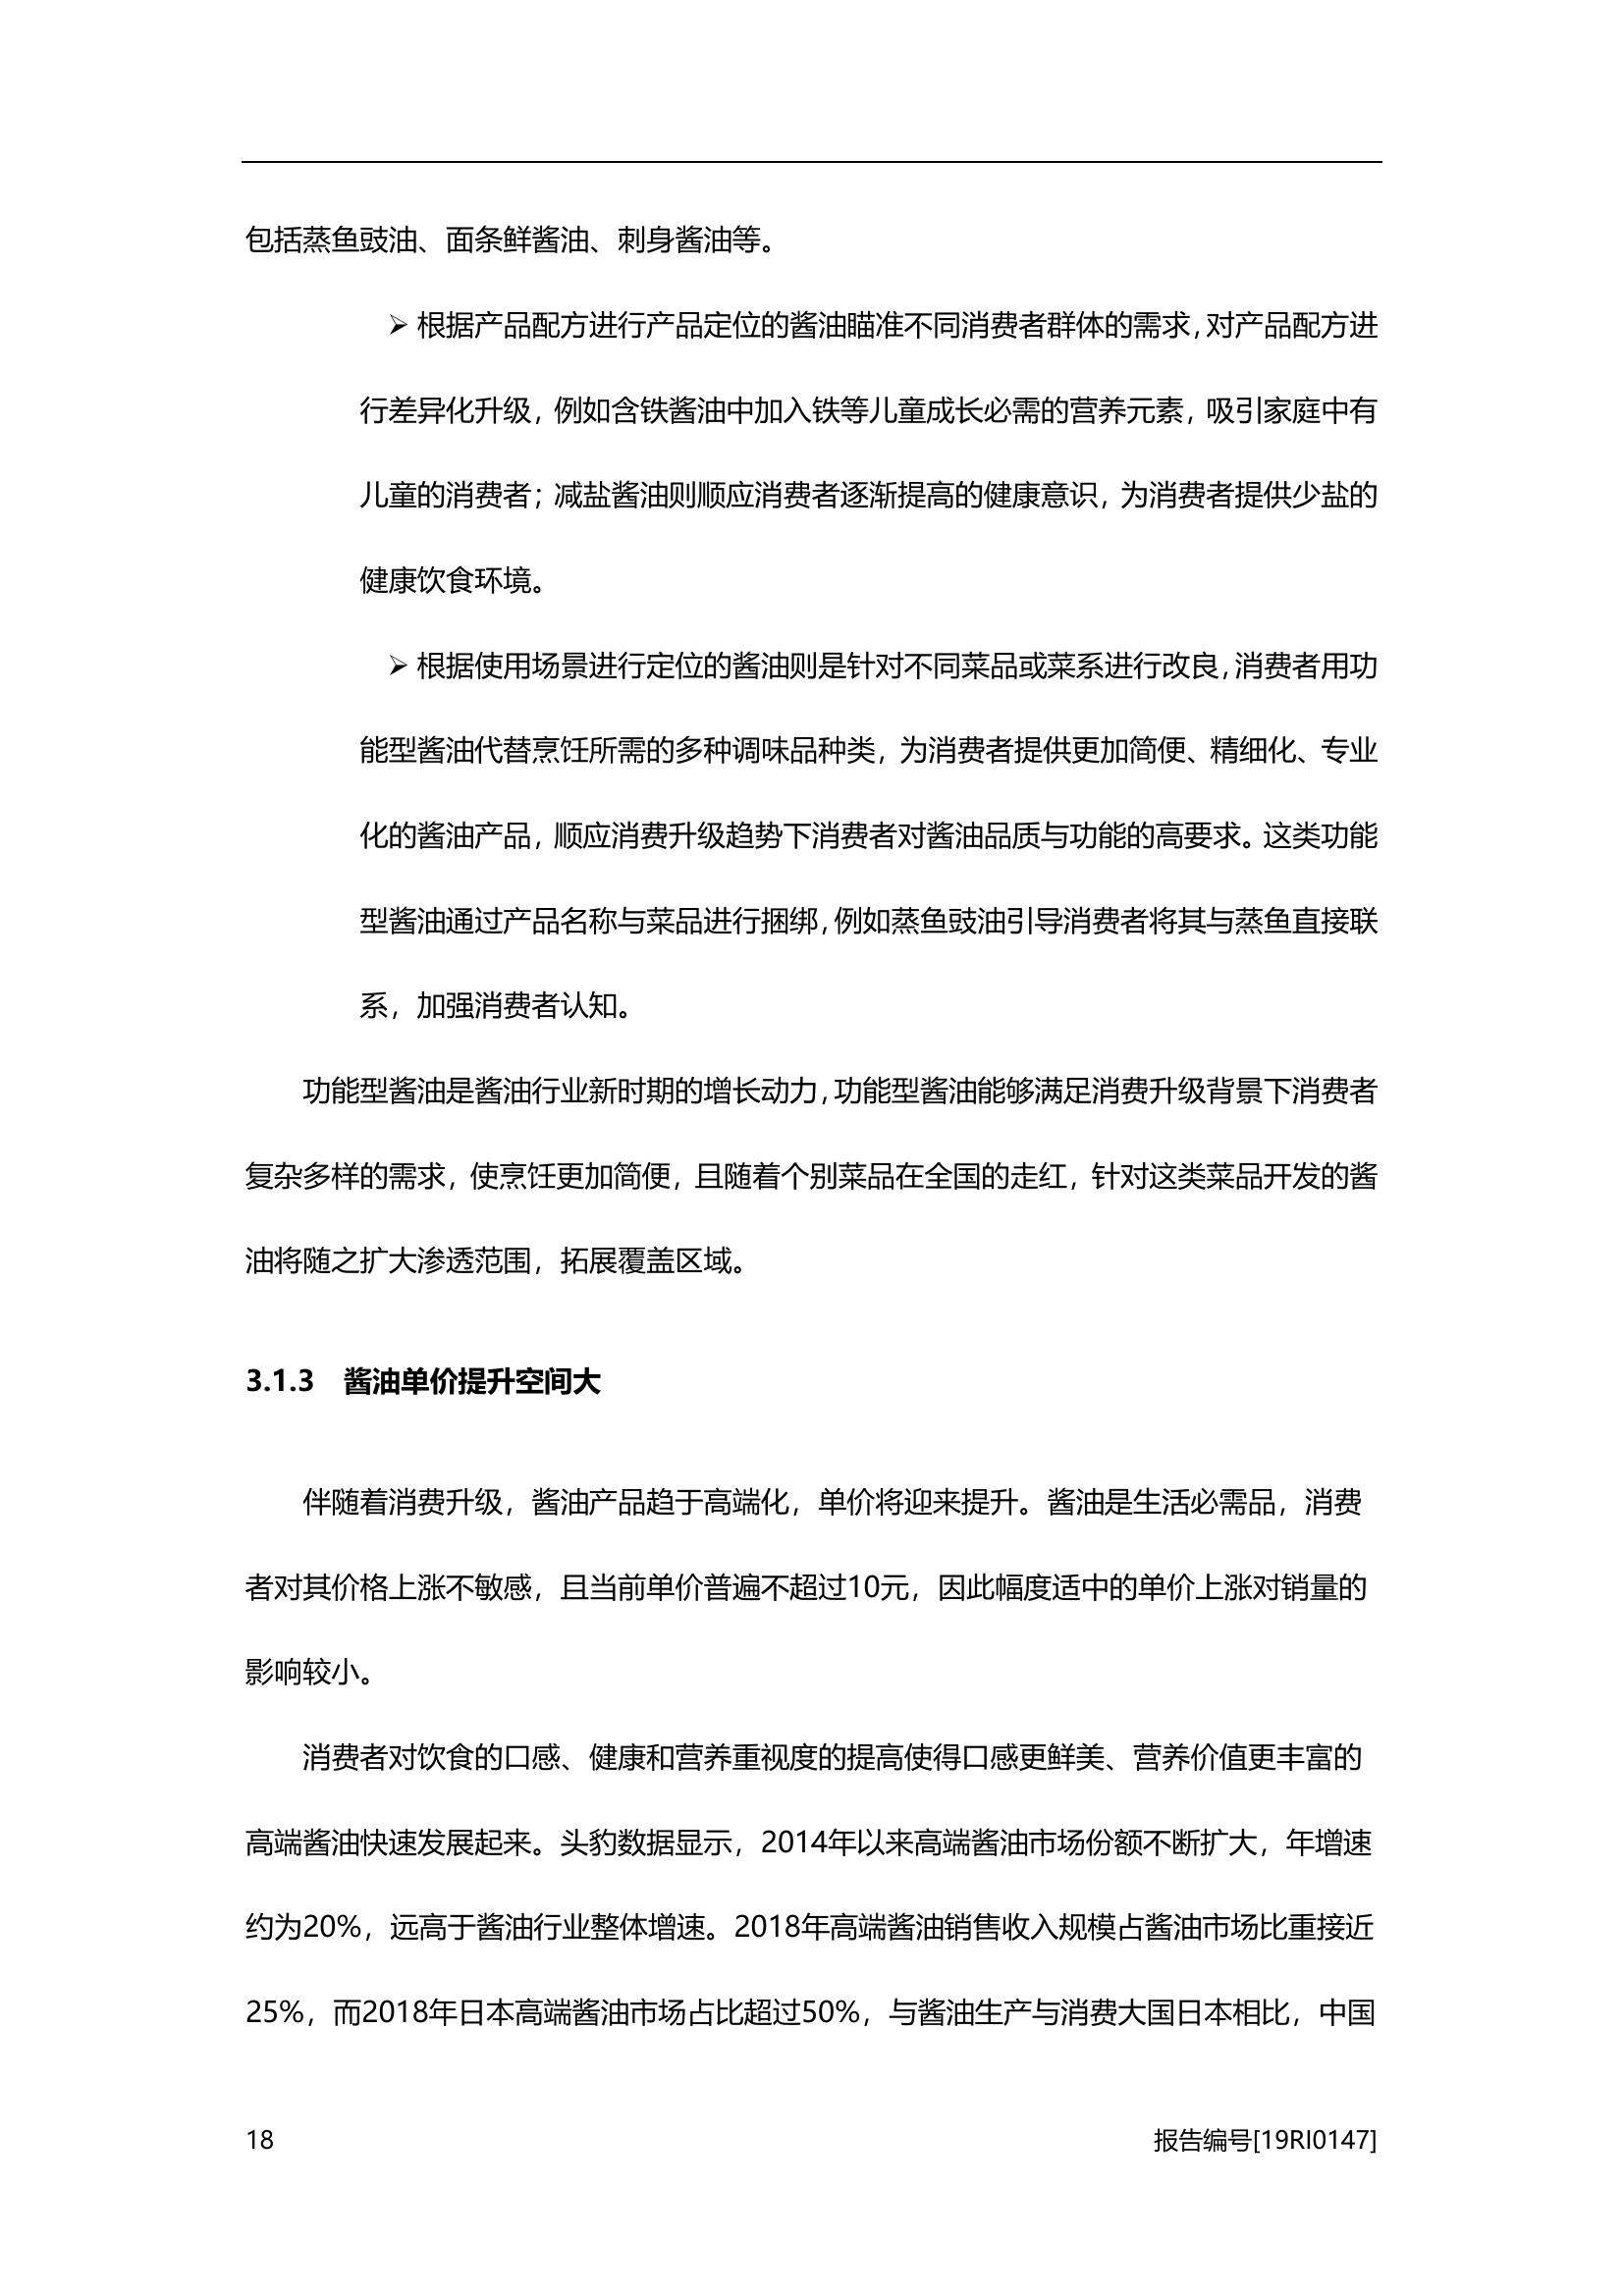 包括蒸鱼豉油、面条鲜酱油、刺身酱油等。
➢ 根据产品配方进行产品定位的酱油瞄准不同消费者群体的需求，对产品配方进
行差异化升级，例如含铁酱油中加入铁等儿童成长必需的营养元素，吸引家庭中有
儿童的消费者；减盐酱油则顺应消费者逐渐提高的健康意识，为消费者提供少盐的
健康饮食环境。
➢ 根据使用场景进行定位的酱油则是针对不同菜品或菜系进行改良，消费者用功
能型酱油代替烹饪所需的多种调味品种类，为消费者提供更加简便、精细化、专业
化的酱油产品，顺应消费升级趋势下消费者对酱油品质与功能的高要求。这类功能
型酱油通过产品名称与菜品进行捆绑，例如蒸鱼豉油引导消费者将其与蒸鱼直接联
系，加强消费者认知。
功能型酱油是酱油行业新时期的增长动力，功能型酱油能够满足消费升级背景下消费者
复杂多样的需求，使烹饪更加简便，且随着个别菜品在全国的走红，针对这类菜品开发的酱
油将随之扩大渗透范围，拓展覆盖区域。
3.1.3 酱油单价提升空间大
伴随着消费升级，酱油产品趋于高端化，单价将迎来提升。酱油是生活必需品，消费
者对其价格上涨不敏感，且当前单价普遍不超过10元，因此幅度适中的单价上涨对销量的
影响较小。
消费者对饮食的口感、健康和营养重视度的提高使得口感更鲜美、营养价值更丰富的
高端酱油快速发展起来。头豹数据显示，2014年以来高端酱油市场份额不断扩大，年增速
约为20%，远高于酱油行业整体增速。2018年高端酱油销售收入规模占酱油市场比重接近
25%，而2018年日本高端酱油市场占比超过50%，与酱油生产与消费大国日本相比，中国
18 报告编号[19RI0147]